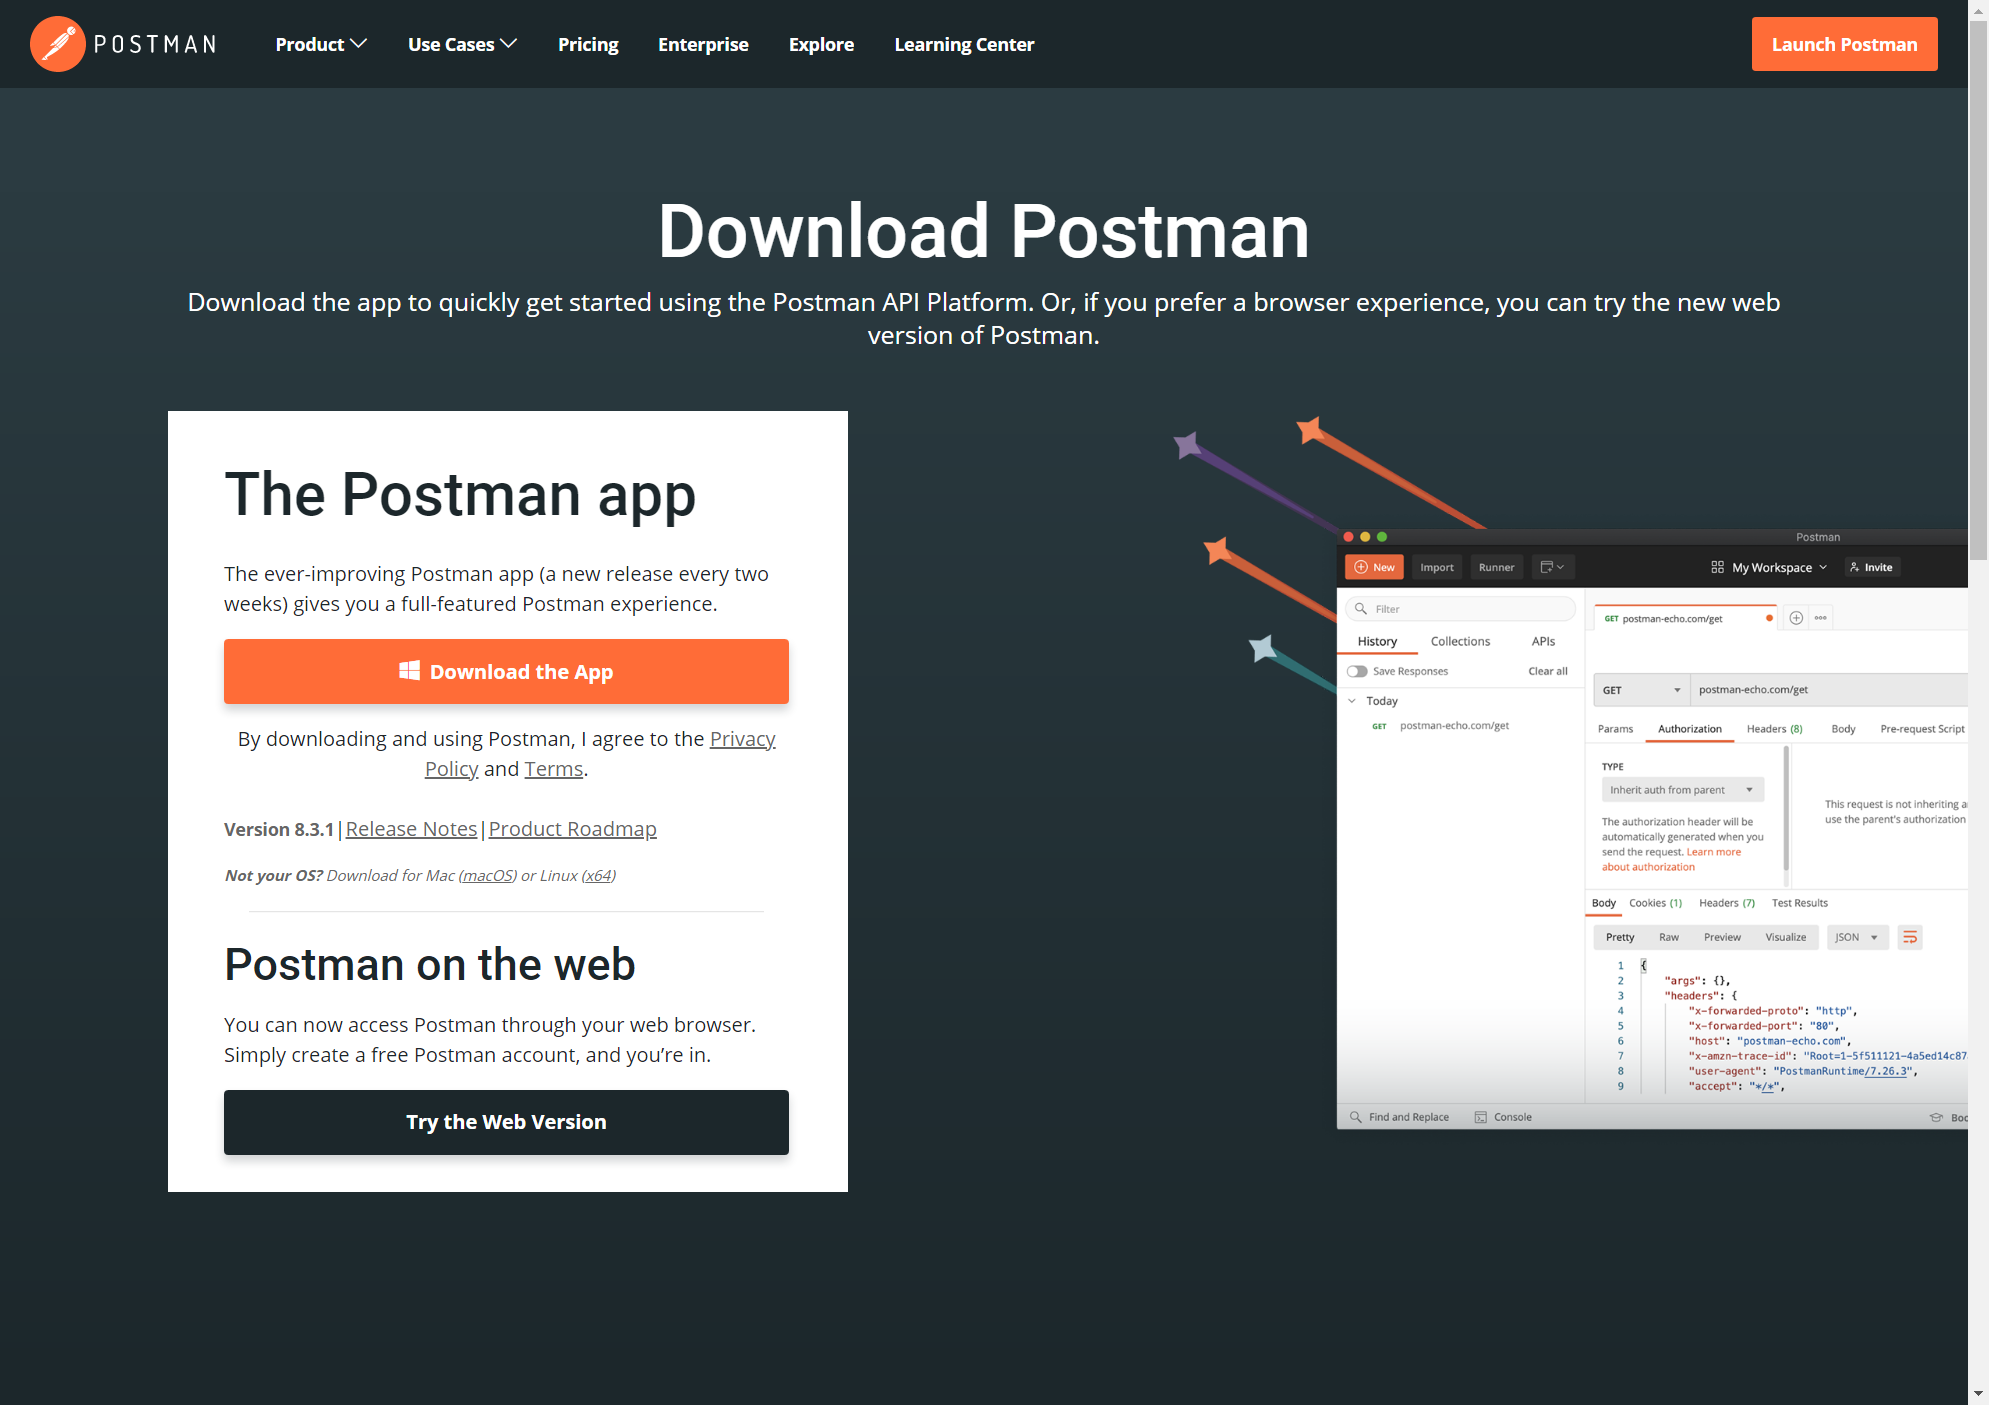 POSTMAN
Product
Use Cases
Pricing
Enterprise
Explore
Learning Center
Launch Postman
Download Postman
Download the app to quickly get started using the Postman API Platform. Or, if you prefer a browser experience, you can try the new web
version of Postman.
The Postman app
The ever-improving Postman app (a new release every two
weeks) gives you a full-featured Postman experience.
Download the App
By downloading and using Postman, I agree to the Privacy
Policy and Terms.
Version 8.3.1|Release Notes|Product Roadmap
Not your OS? Download for Mac (macOS) or Linux (x64)
Postman on the web
You can now access Postman through your web browser.
Simply create a free Postman account, and you’re in.
Try the Web Version
Postman
New
Import
Runner
My Workspace
Invite
Filter
History
Collections
APIs
Save Responses
Clear all
Today
GET postman-echo.com/get
GET postman-echo.com/get
GET
postman-echo.com/get
Params
Authorization
Headers (8)
Body
Pre-request Script
TYPE
Inherit auth from parent
The authorization header will be
automatically generated when you
send the request. Learn more
about authorization
This request is not inheriting a
use the parent's authorization
Body
Cookies (1)
Headers (7)
Test Results
Pretty
Raw
Preview
Visualize
JSON
1 {
2 "args": {},
3 "headers": {
4 "x-forwarded-proto": "http",
5 "x-forwarded-port": "80",
6 "host": "postman-echo.com",
7 "x-amzn-trace-id": "Root=1-5f511121-4a5ed14c87
8 "user-agent": "PostmanRuntime/7.26.3",
9 "accept": "*/*",
Find and Replace
Console
Boo